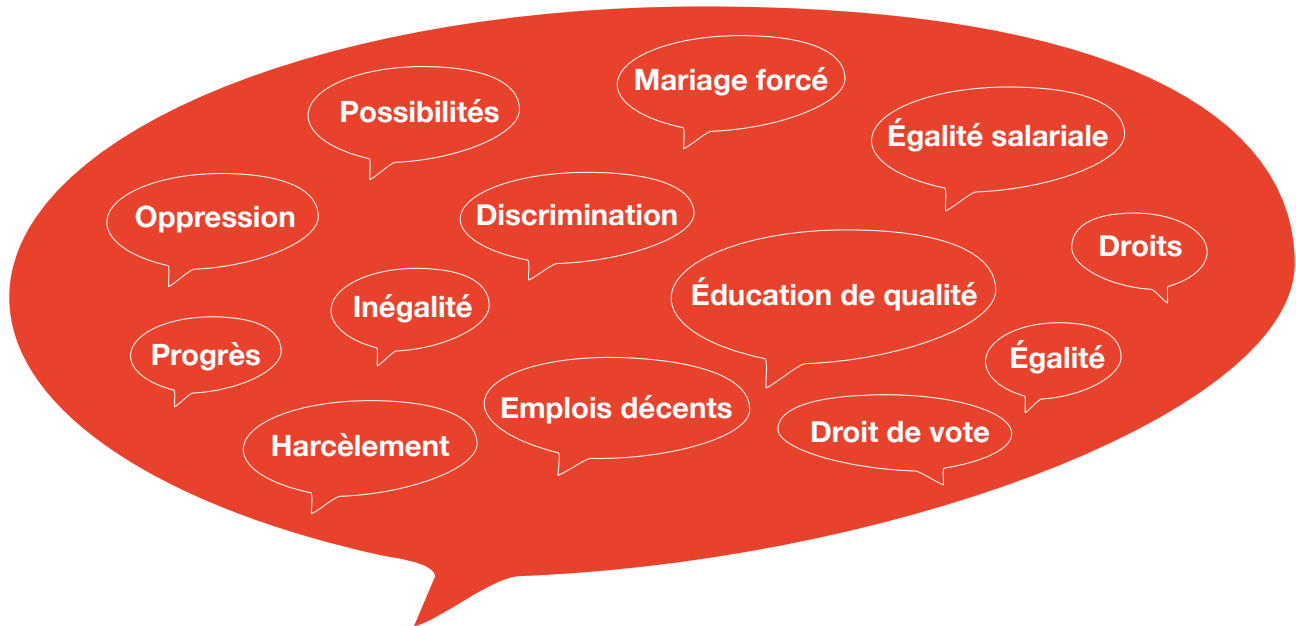 Mariage forcé
Possibilités
Égalité salariale
Oppression
Discrimination
Droits
Éducation de qualité
Inégalité
Progrès
Égalité
Emplois décents
Droit de vote
Harcèlement